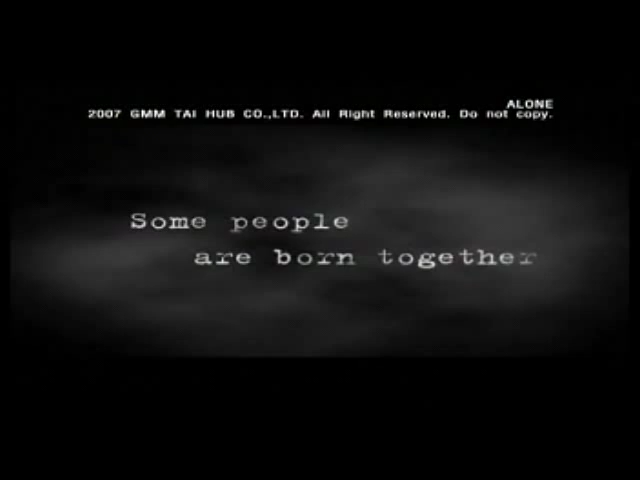 ALONE
2007 GMM TAI HUB CO.,LTD. All Right Reserved. Do not copy.
Some people
are born together